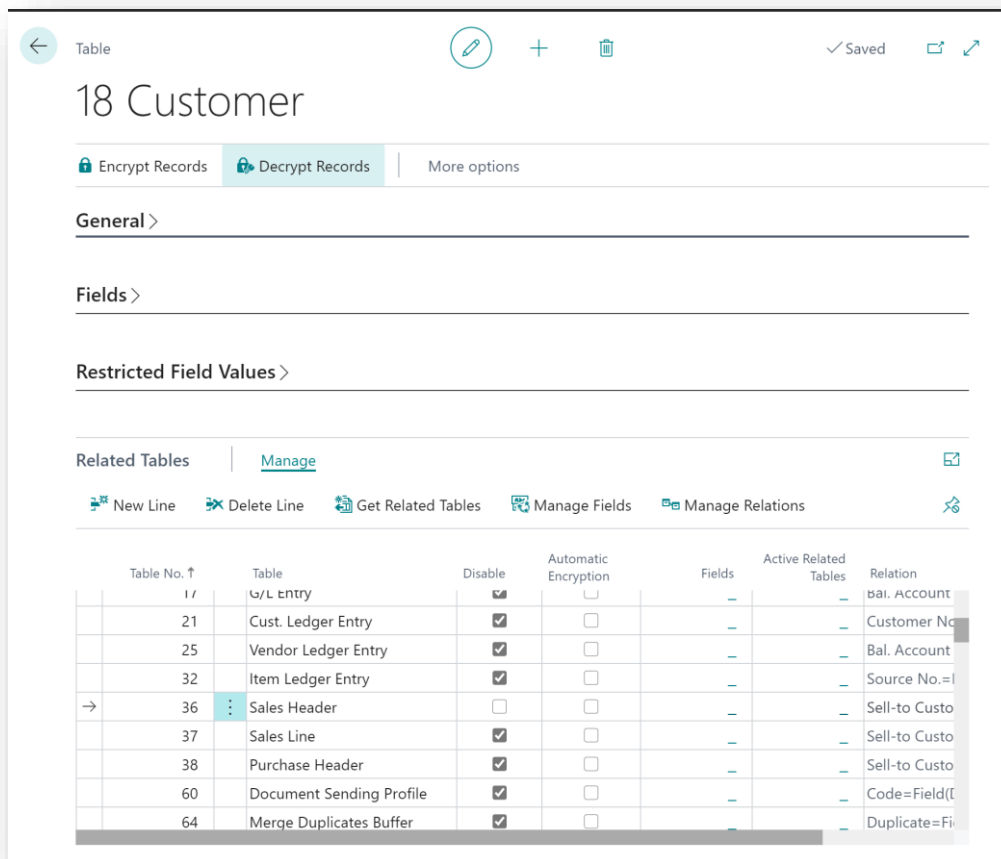 Table
Saved
18 Customer
Encrypt Records Decrypt Records More options
General
Fields
Restricted Field Values
Related Tables Manage
New Line Delete Line Get Related Tables Manage Fields Manage Relations
Table No. Table Disable Automatic Encryption Fields Active Related Tables Relation
17 G/L Entry Bal. Account
21 Cust. Ledger Entry Customer No
25 Vendor Ledger Entry Bal. Account
32 Item Ledger Entry Source No.=
36 Sales Header Sell-to Custo
37 Sales Line Sell-to Custo
38 Purchase Header Sell-to Custo
60 Document Sending Profile Code=Field(
64 Merge Duplicates Buffer Duplicate=Fi